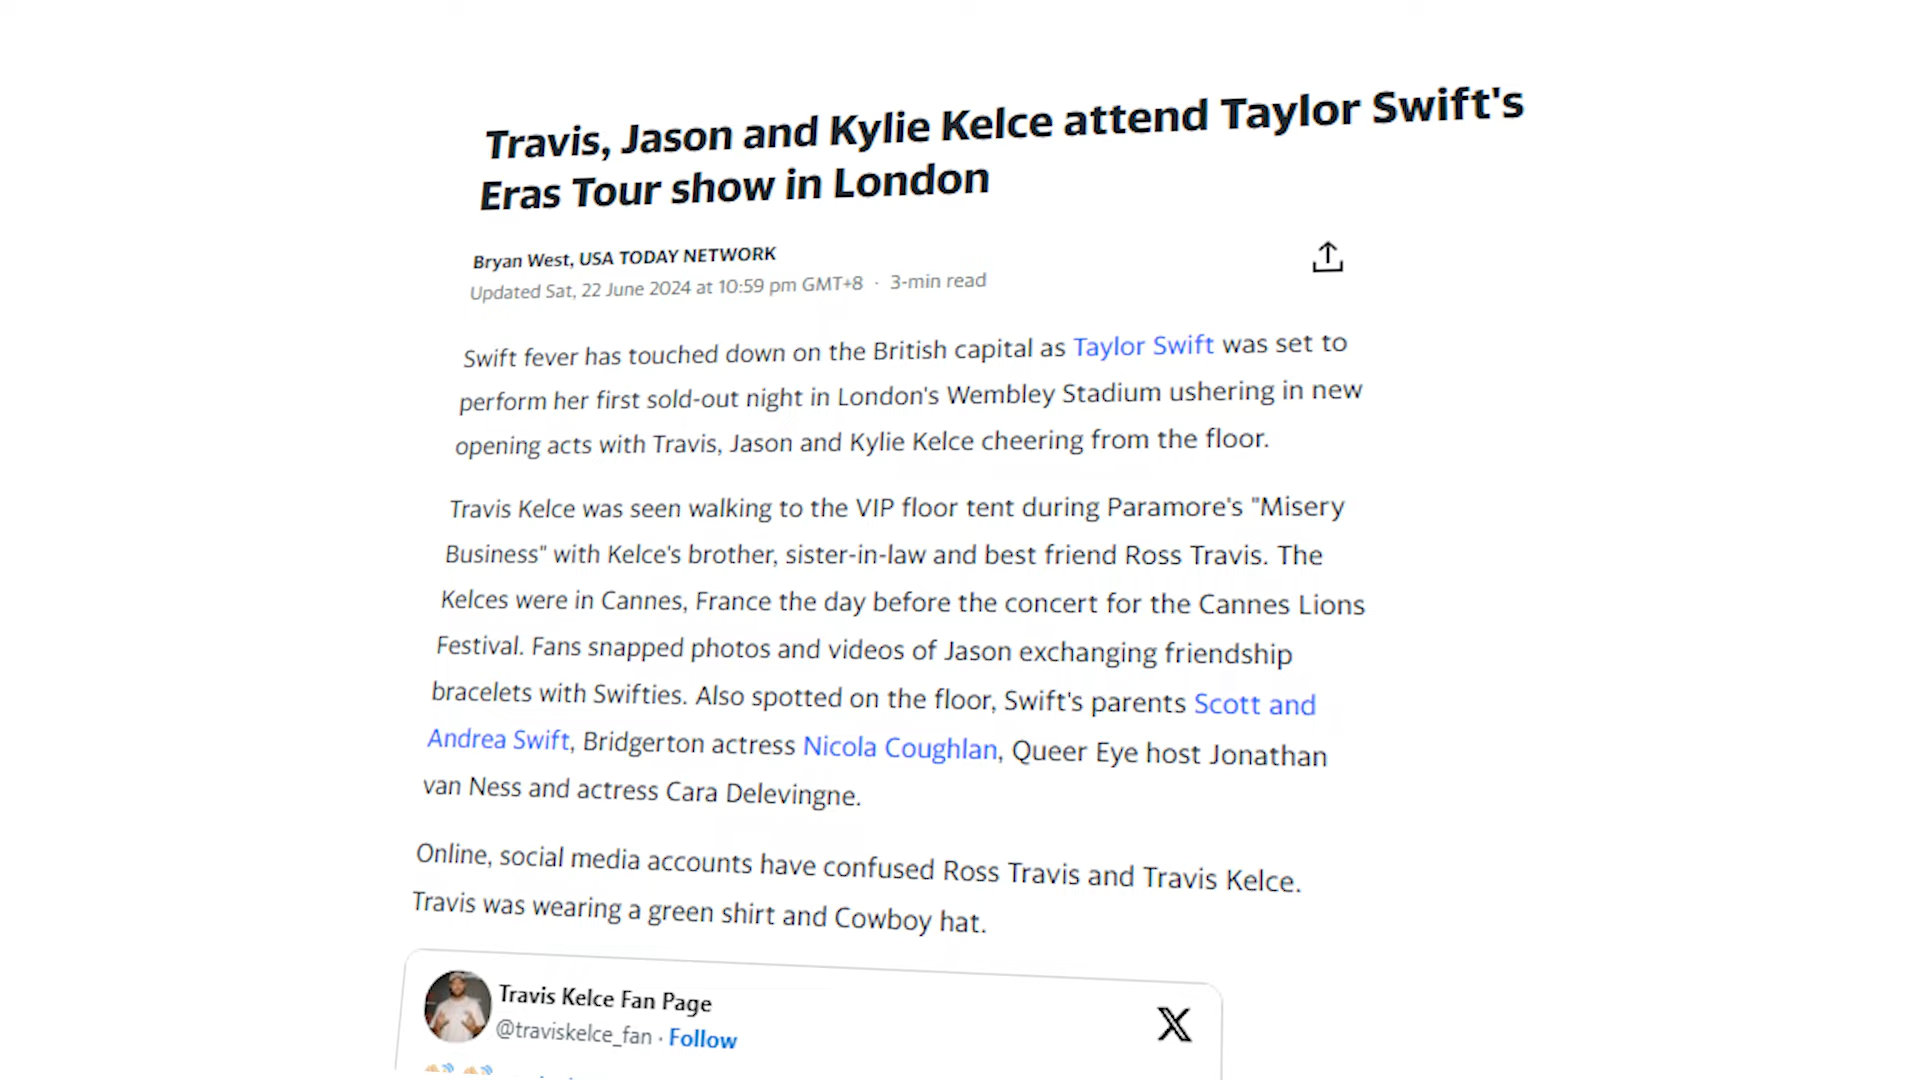 Travis, Jason and Kylie Kelce attend Taylor Swift's
Eras Tour show in London
Bryan West, USA TODAY NETWORK
Updated Sat, 22 June 2024 at 10:59 pm GMT+8 · 3-min read
Swift fever has touched down on the British capital as Taylor Swift was set to
perform her first sold-out night in London's Wembley Stadium ushering in new
opening acts with Travis, Jason and Kylie Kelce cheering from the floor.
Travis Kelce was seen walking to the VIP floor tent during Paramore's "Misery
Business" with Kelce's brother, sister-in-law and best friend Ross Travis. The
Kelces were in Cannes, France the day before the concert for the Cannes Lions
Festival. Fans snapped photos and videos of Jason exchanging friendship
bracelets with Swifties. Also spotted on the floor, Swift's parents Scott and
Andrea Swift, Bridgerton actress Nicola Coughlan, Queer Eye host Jonathan
van Ness and actress Cara Delevingne.
Online, social media accounts have confused Ross Travis and Travis Kelce.
Travis was wearing a green shirt and Cowboy hat.
Travis Kelce Fan Page
@traviskelce_fan · Follow